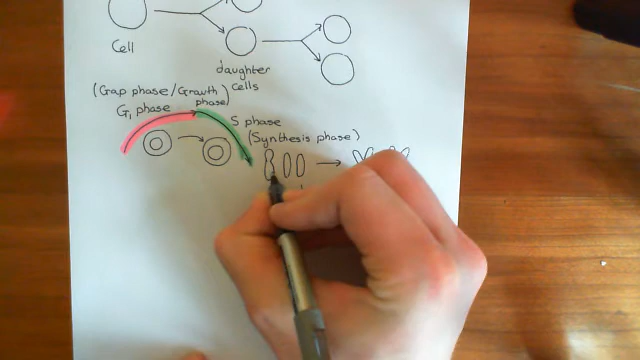 Cell
daughter
cells
(Gap phase/Growth phase)
G1 phase
S phase
(Synthesis phase)